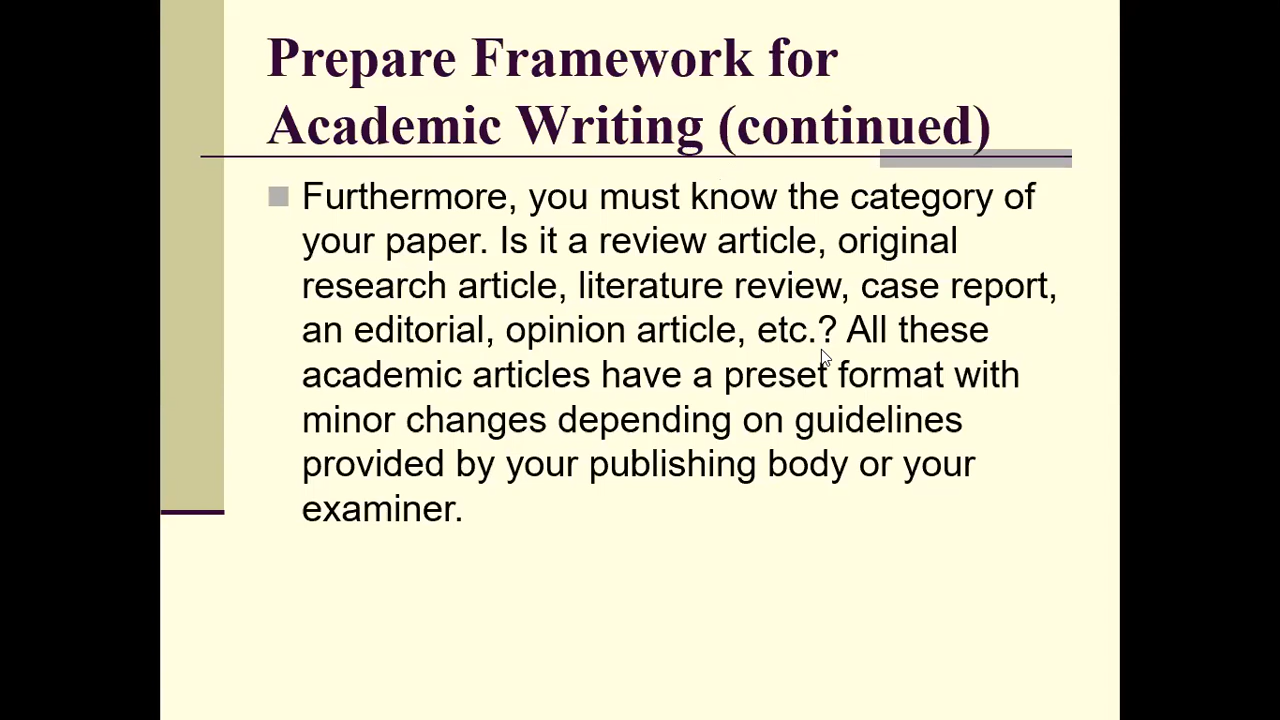 Prepare Framework for
Academic Writing (continued)
Furthermore, you must know the category of
your paper. Is it a review article, original
research article, literature review, case report,
an editorial, opinion article, etc.? All these
academic articles have a preset format with
minor changes depending on guidelines
provided by your publishing body or your
examiner.